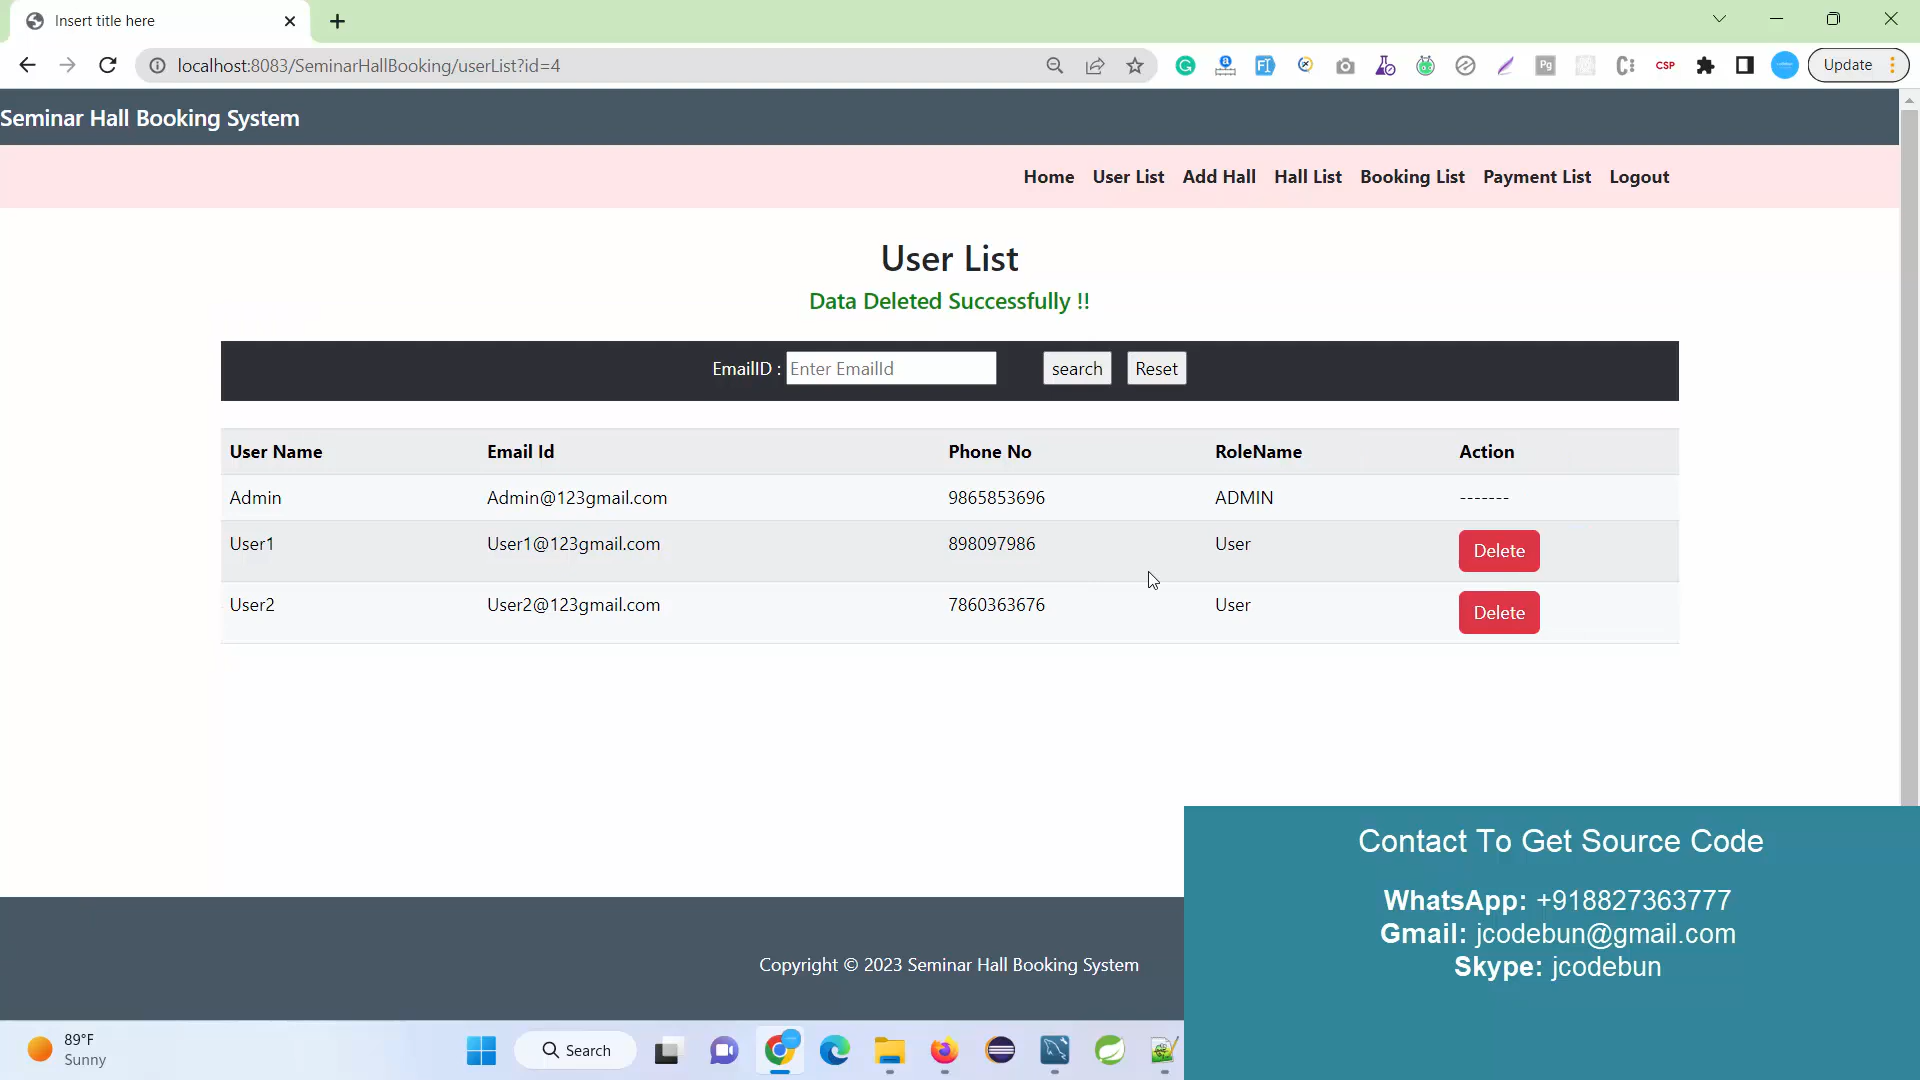 Insert title here
localhost:8083/SeminarHallBooking/userList?id=4
Update
Seminar Hall Booking System
Home User List Add Hall Hall List Booking List Payment List Logout
User List
Data Deleted Successfully !!
EmailID : Enter EmailId search Reset
User Name Email Id Phone No RoleName Action
Admin Admin@123gmail.com 9865853696 ADMIN -------
User1 User1@123gmail.com 898097986 User Delete
User2 User2@123gmail.com 7860363676 User Delete
Contact To Get Source Code
WhatsApp: +918827363777
Gmail: jcodebun@gmail.com
Skype: jcodebun
Copyright © 2023 Seminar Hall Booking System
89°F
Sunny
Search